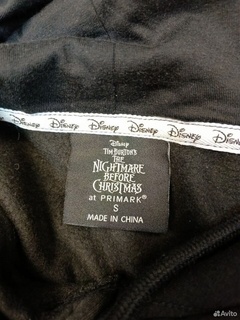 Disney Disney Disney Disney Disney
Disney
Tim Burton's
THE
NIGHTMARE
BEFORE
CHRISTMAS
at PRIMARK®
S
MADE IN CHINA
Avito